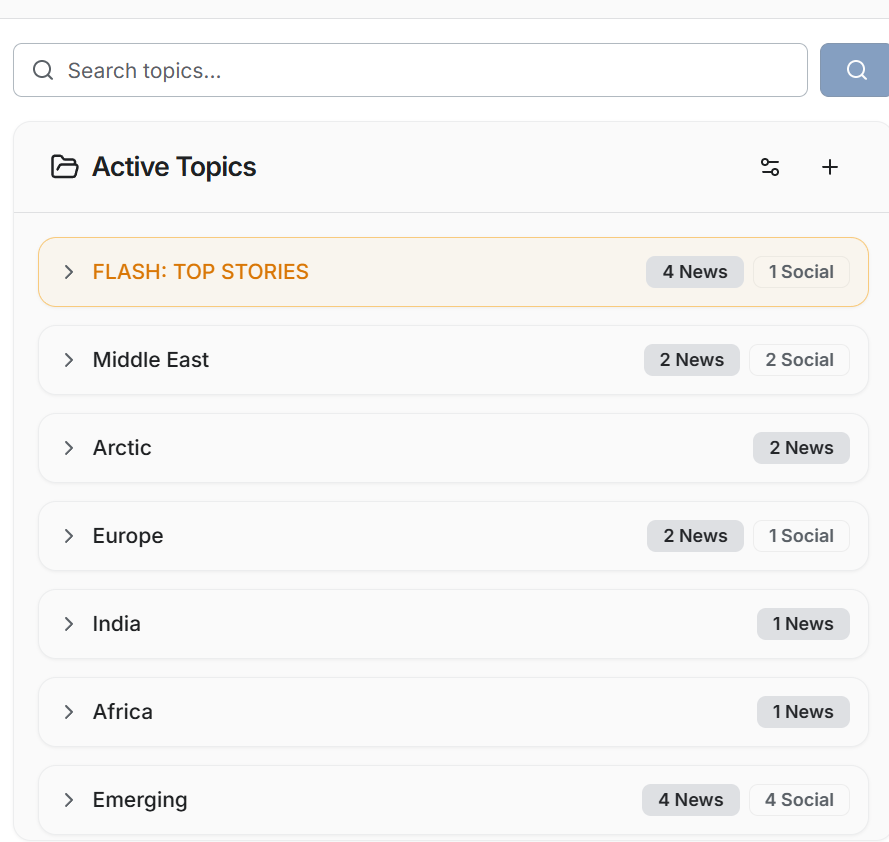 Search topics...
Active Topics
FLASH: TOP STORIES 4 News 1 Social
Middle East 2 News 2 Social
Arctic 2 News
Europe 2 News 1 Social
India 1 News
Africa 1 News
Emerging 4 News 4 Social